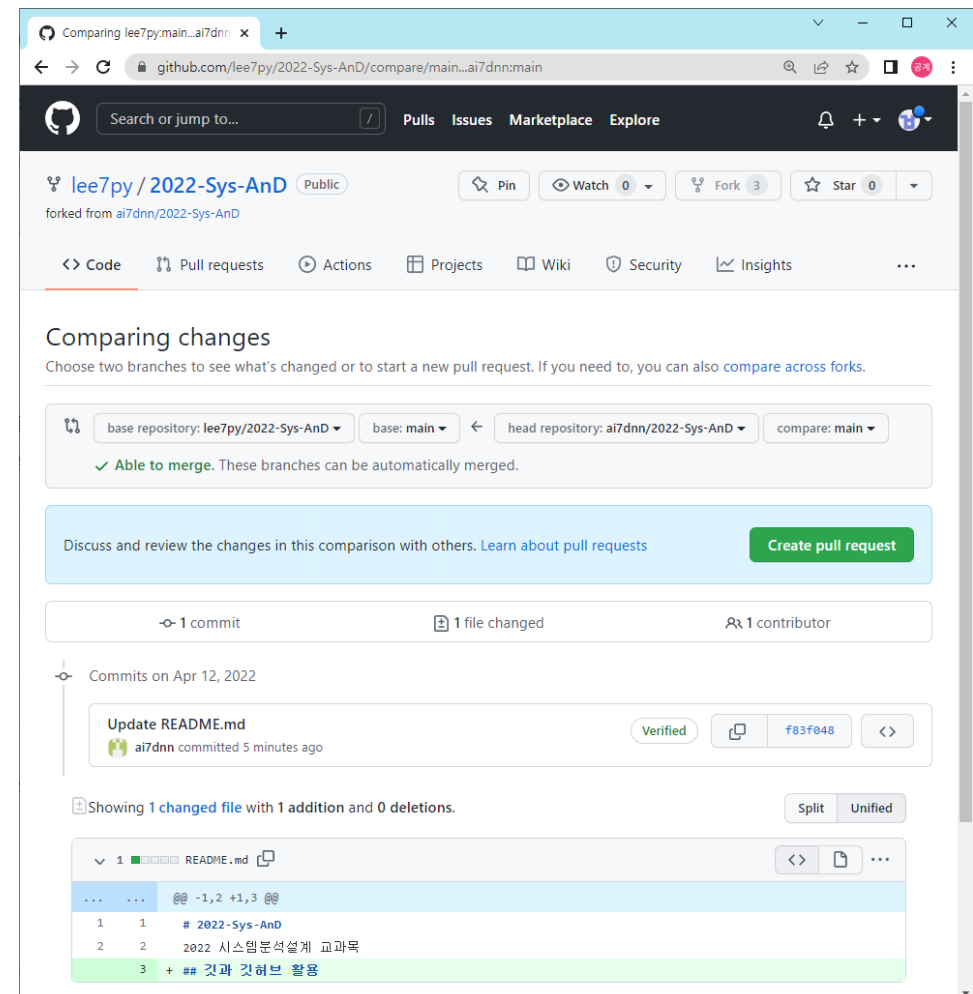 Comparing lee7py:main...ai7dnn
github.com/lee7py/2022-Sys-AnD/compare/main...ai7dnn:main
공계
Search or jump to... /
Pulls Issues Marketplace Explore
lee7py / 2022-Sys-AnD Public
Pin Watch 0 Fork 3 Star 0
forked from ai7dnn/2022-Sys-AnD
<> Code Pull requests Actions Projects Wiki Security Insights ...
Comparing changes
Choose two branches to see what's changed or to start a new pull request. If you need to, you can also compare across forks.
base repository: lee7py/2022-Sys-AnD base: main ← head repository: ai7dnn/2022-Sys-AnD compare: main
✓ Able to merge. These branches can be automatically merged.
Discuss and review the changes in this comparison with others. Learn about pull requests Create pull request
1 commit 1 file changed 1 contributor
Commits on Apr 12, 2022
Update README.md
ai7dnn committed 5 minutes ago
Verified f83f048 <>
Showing 1 changed file with 1 addition and 0 deletions. Split Unified
1 README.md <> ...
... ... @@ -1,2 +1,3 @@
1 1 # 2022-Sys-AnD
2 2 2022 시스템분석설계 교과목
3 + ## 깃과 깃허브 활용